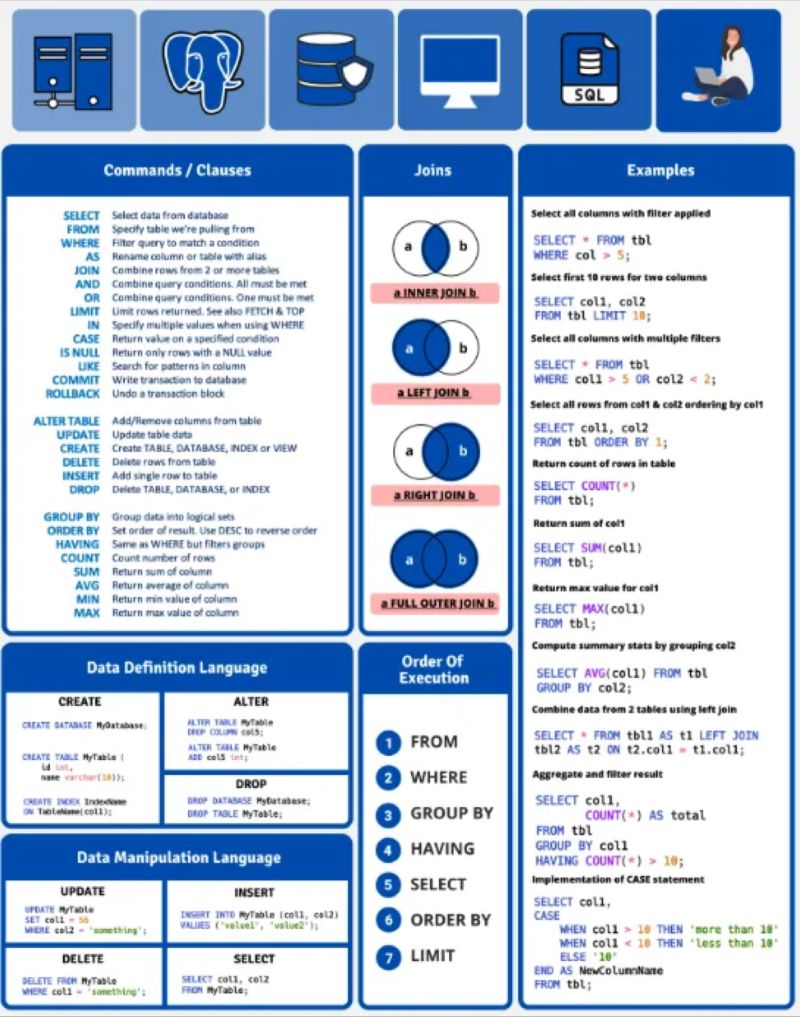 SQL
Commands / Clauses
SELECT Select data from database
FROM Specify table we're pulling from
WHERE Filter query to match a condition
AS Rename column or table with alias
JOIN Combine rows from 2 or more tables
AND Combine query conditions. All must be met
OR Combine query conditions. One must be met
LIMIT Limit rows returned. See also FETCH & TOP
IN Specify multiple values when using WHERE
CASE Return value on a specified condition
IS NULL Return only rows with a NULL value
LIKE Search for patterns in column
COMMIT Write transaction to database
ROLLBACK Undo a transaction block
ALTER TABLE Add/Remove columns from table
UPDATE Update table data
CREATE Create TABLE, DATABASE, INDEX or VIEW
DELETE Delete rows from table
INSERT Add single row to table
DROP Delete TABLE, DATABASE, or INDEX
GROUP BY Group data into logical sets
ORDER BY Set order of result. Use DESC to reverse order
HAVING Same as WHERE but filters groups
COUNT Count number of rows
SUM Return sum of column
AVG Return average of column
MIN Return min value of column
MAX Return max value of column
Joins
a b
a INNER JOIN b
a b
a LEFT JOIN b
a b
a RIGHT JOIN b
a b
a FULL OUTER JOIN b
Examples
Select all columns with filter applied
SELECT * FROM tbl
WHERE col > 5;
Select first 10 rows for two columns
SELECT col1, col2
FROM tbl LIMIT 10;
Select all columns with multiple filters
SELECT * FROM tbl
WHERE col1 > 5 OR col2 < 2;
Select all rows from col1 & col2 ordering by col1
SELECT col1, col2
FROM tbl ORDER BY 1;
Return count of rows in table
SELECT COUNT(*)
FROM tbl;
Return sum of col1
SELECT SUM(col1)
FROM tbl;
Return max value for col1
SELECT MAX(col1)
FROM tbl;
Compute summary stats by grouping col2
SELECT AVG(col1) FROM tbl
GROUP BY col2;
Combine data from 2 tables using left join
SELECT * FROM tbl1 AS t1 LEFT JOIN
tbl2 AS t2 ON t2.col1 = t1.col1;
Aggregate and filter result
SELECT col1,
COUNT(*) AS total
FROM tbl
GROUP BY col1
HAVING COUNT(*) > 10;
Implementation of CASE statement
SELECT col1,
CASE
WHEN col1 > 10 THEN 'more than 10'
WHEN col1 < 10 THEN 'less than 10'
ELSE '10'
END AS NewColumnName
FROM tbl;
Data Definition Language
CREATE
CREATE DATABASE MyDatabase;
CREATE TABLE MyTable (
id int,
name varchar(10));
CREATE INDEX IndexName
ON TableName(col1);
ALTER
ALTER TABLE MyTable
DROP COLUMN col5;
ALTER TABLE MyTable
ADD col5 int;
DROP
DROP DATABASE MyDatabase;
DROP TABLE MyTable;
Data Manipulation Language
UPDATE
UPDATE MyTable
SET col1 = 56
WHERE col2 = 'something';
INSERT
INSERT INTO MyTable (col1, col2)
VALUES ('value1', 'value2');
DELETE
DELETE FROM MyTable
WHERE col1 = 'something';
SELECT
SELECT col1, col2
FROM MyTable;
Order Of
Execution
1 FROM
2 WHERE
3 GROUP BY
4 HAVING
5 SELECT
6 ORDER BY
7 LIMIT